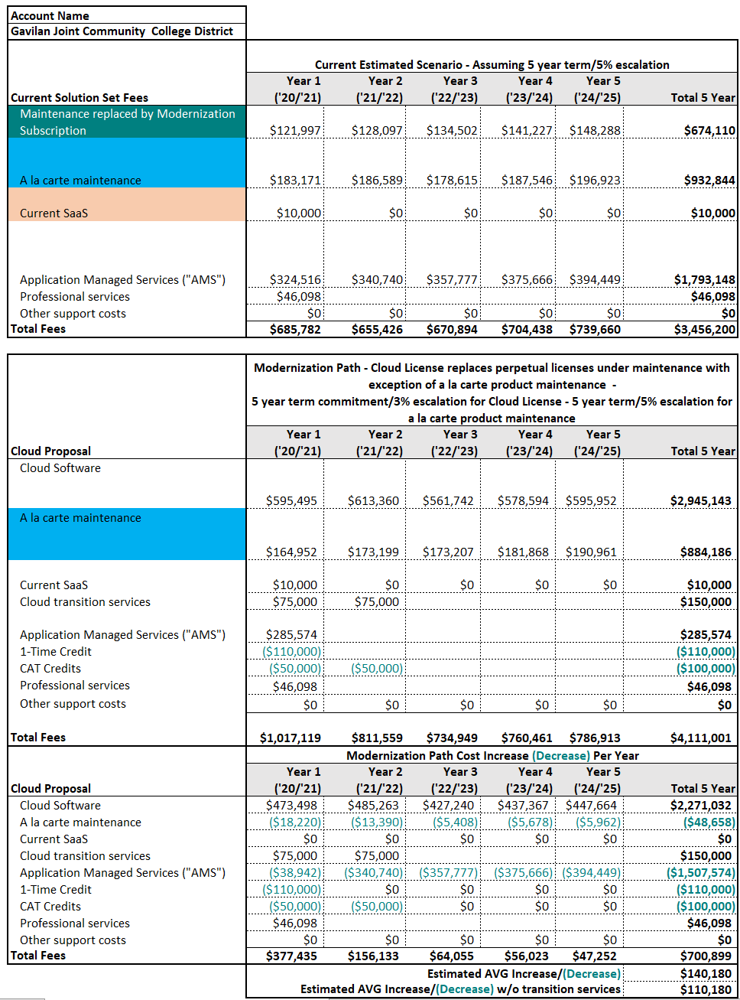 Account Name
Gavilan Joint Community College District
Current Estimated Scenario - Assuming 5 year term/5% escalation
Year 1 Year 2 Year 3 Year 4 Year 5
Current Solution Set Fees ('20/'21) ('21/'22) ('22/'23) ('23/'24) ('24/'25) Total 5 Year
Maintenance replaced by Modernization
Subscription $121,997 $128,097 $134,502 $141,227 $148,288 $674,110
A la carte maintenance $183,171 $186,589 $178,615 $187,546 $196,923 $932,844
Current SaaS $10,000 $0 $0 $0 $0 $10,000
Application Managed Services ("AMS") $324,516 $340,740 $357,777 $375,666 $394,449 $1,793,148
Professional services $46,098 $46,098
Other support costs $0 $0 $0 $0 $0 $0
Total Fees $685,782 $655,426 $670,894 $704,438 $739,660 $3,456,200
Modernization Path - Cloud License replaces perpetual licenses under maintenance with
exception of a la carte product maintenance -
5 year term commitment/3% escalation for Cloud License - 5 year term/5% escalation for
a la carte product maintenance
Year 1 Year 2 Year 3 Year 4 Year 5
Cloud Proposal ('20/'21) ('21/'22) ('22/'23) ('23/'24) ('24/'25) Total 5 Year
Cloud Software
$595,495 $613,360 $561,742 $578,594 $595,952 $2,945,143
A la carte maintenance
$164,952 $173,199 $173,207 $181,868 $190,961 $884,186
Current SaaS $10,000 $0 $0 $0 $0 $10,000
Cloud transition services $75,000 $75,000 $150,000
Application Managed Services ("AMS") $285,574 $285,574
1-Time Credit ($110,000) ($110,000)
CAT Credits ($50,000) ($50,000) ($100,000)
Professional services $46,098 $46,098
Other support costs $0 $0 $0 $0 $0 $0
Total Fees $1,017,119 $811,559 $734,949 $760,461 $786,913 $4,111,001
Modernization Path Cost Increase (Decrease) Per Year
Year 1 Year 2 Year 3 Year 4 Year 5
Cloud Proposal ('20/'21) ('21/'22) ('22/'23) ('23/'24) ('24/'25) Total 5 Year
Cloud Software $473,498 $485,263 $427,240 $437,367 $447,664 $2,271,032
A la carte maintenance ($18,220) ($13,390) ($5,408) ($5,678) ($5,962) ($48,658)
Current SaaS $0 $0 $0 $0 $0 $0
Cloud transition services $75,000 $75,000 $150,000
Application Managed Services ("AMS") ($38,942) ($340,740) ($357,777) ($375,666) ($394,449) ($1,507,574)
1-Time Credit ($110,000) $0 $0 $0 $0 ($110,000)
CAT Credits ($50,000) ($50,000) $0 $0 $0 ($100,000)
Professional services $46,098 $46,098
Other support costs $0 $0 $0 $0 $0 $0
Total Fees $377,435 $156,133 $64,055 $56,023 $47,252 $700,899
Estimated AVG Increase/(Decrease) $140,180
Estimated AVG Increase/(Decrease) w/o transition services $110,180